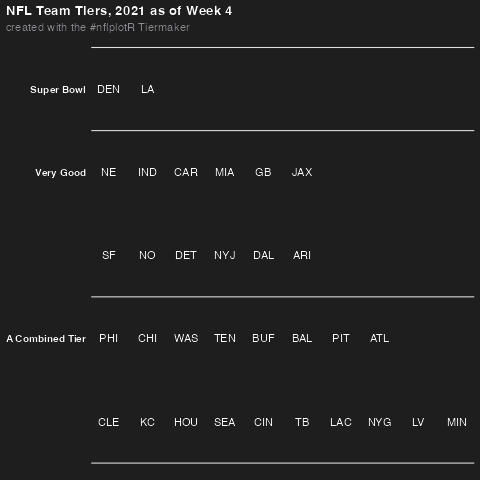 NFL Team Tiers, 2021 as of Week 4
created with the #nflplotR Tiermaker
Super Bowl DEN LA
Very Good NE IND CAR MIA GB JAX
SF NO DET NYJ DAL ARI
A Combined Tier PHI CHI WAS TEN BUF BAL PIT ATL
CLE KC HOU SEA CIN TB LAC NYG LV MIN